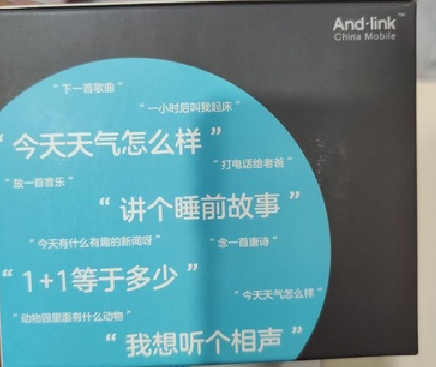 And-link™
China Mobile
“ 下一首歌曲 ”
“ 一小时后叫我起床 ”
“ 今天天气怎么样 ”
“ 打电话给老爸 ”
“ 放一首音乐 ”
“ 讲个睡前故事 ”
“ 今天有什么有趣的新闻呀 ”
“ 念一首唐诗 ”
“ 1+1等于多少 ”
“ 今天天气怎么样 ”
“ 动物园里面有什么动物 ”
“ 我想听个相声 ”